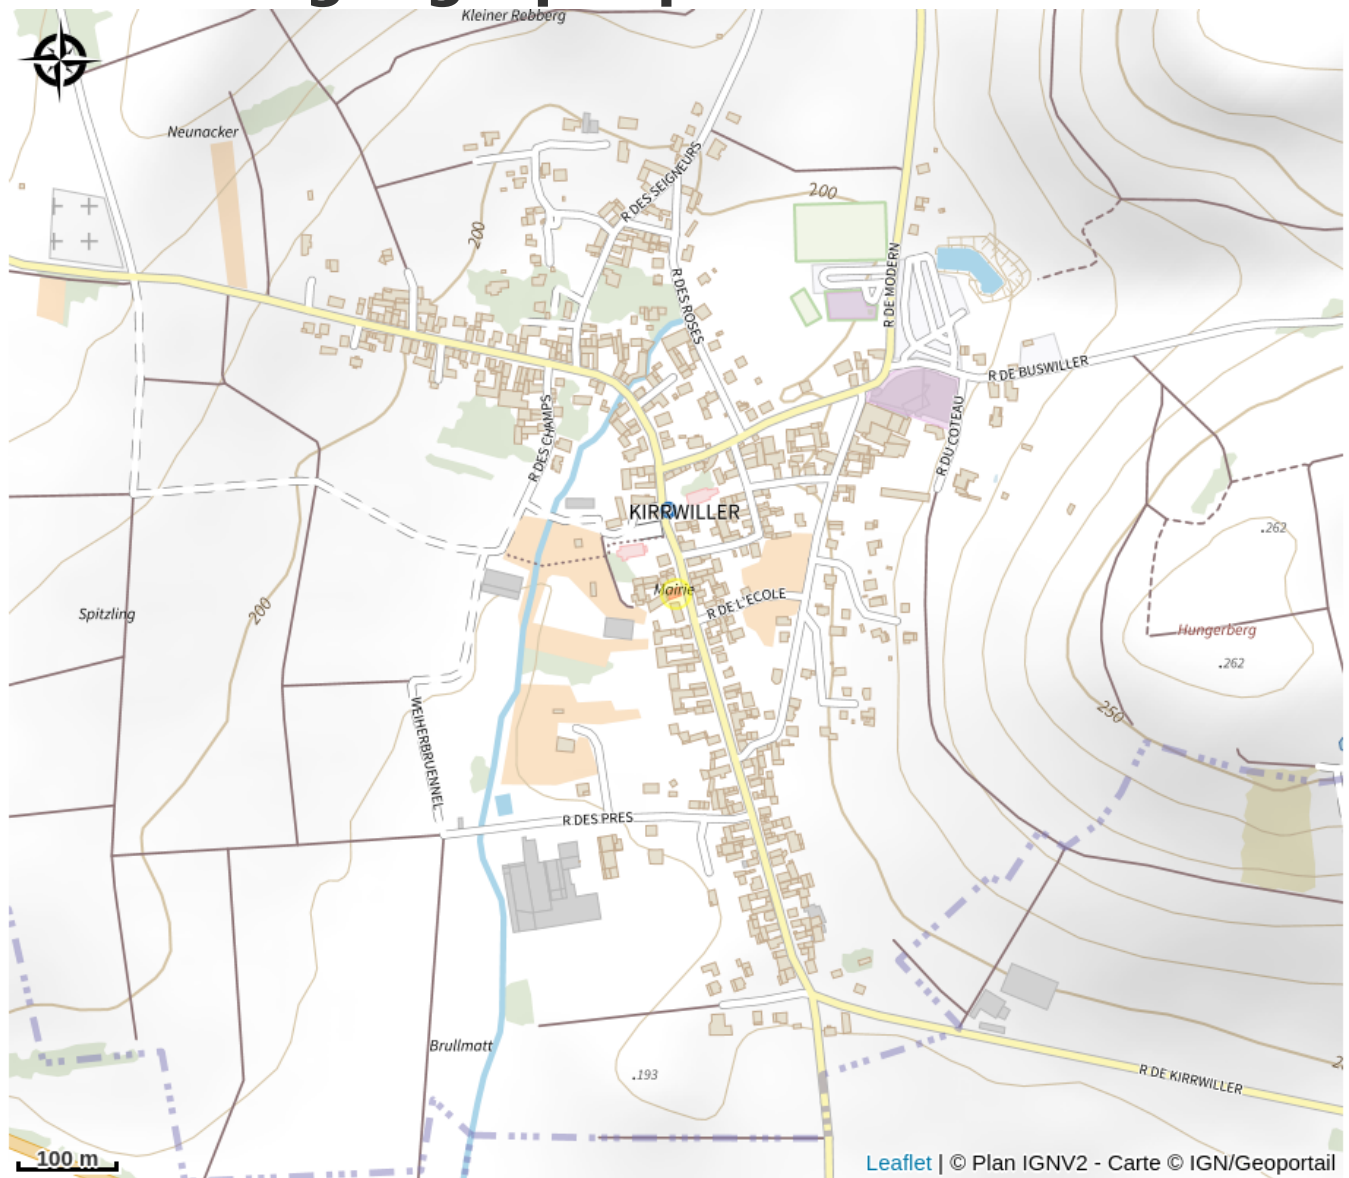 Kleiner Rebberg
Neunacker
R DES SEIGNEURS
200
200
R DE MODERN
R DES ROSES
R DE BUSWILLER
R DES CHAMPS
R DU COTEAU
KIRRWILLER
262
Mairie
R DE L'ECOLE
Spitzling
200
Hungerberg
262
WEIHERBRUENNEL
250
R DES PRES
Brullmatt
193
R DE KIRRWILLER
100 m
Leaflet | © Plan IGNV2 - Carte © IGN/Geoportail